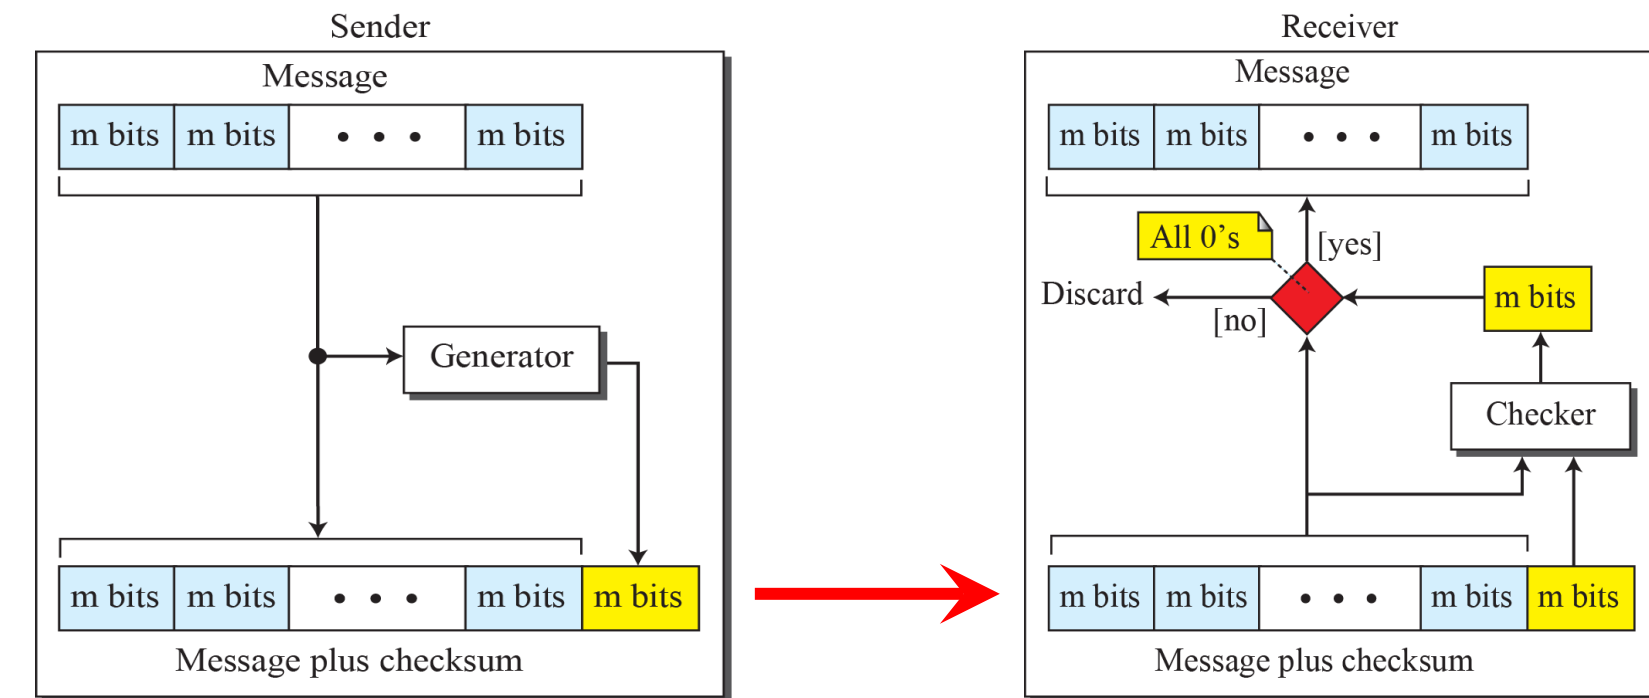 Sender
Message
m bits m bits • • • m bits
Generator
m bits m bits • • • m bits m bits
Message plus checksum
Receiver
Message
m bits m bits • • • m bits
All 0’s
[yes]
Discard
[no]
m bits
Checker
m bits m bits • • • m bits m bits
Message plus checksum